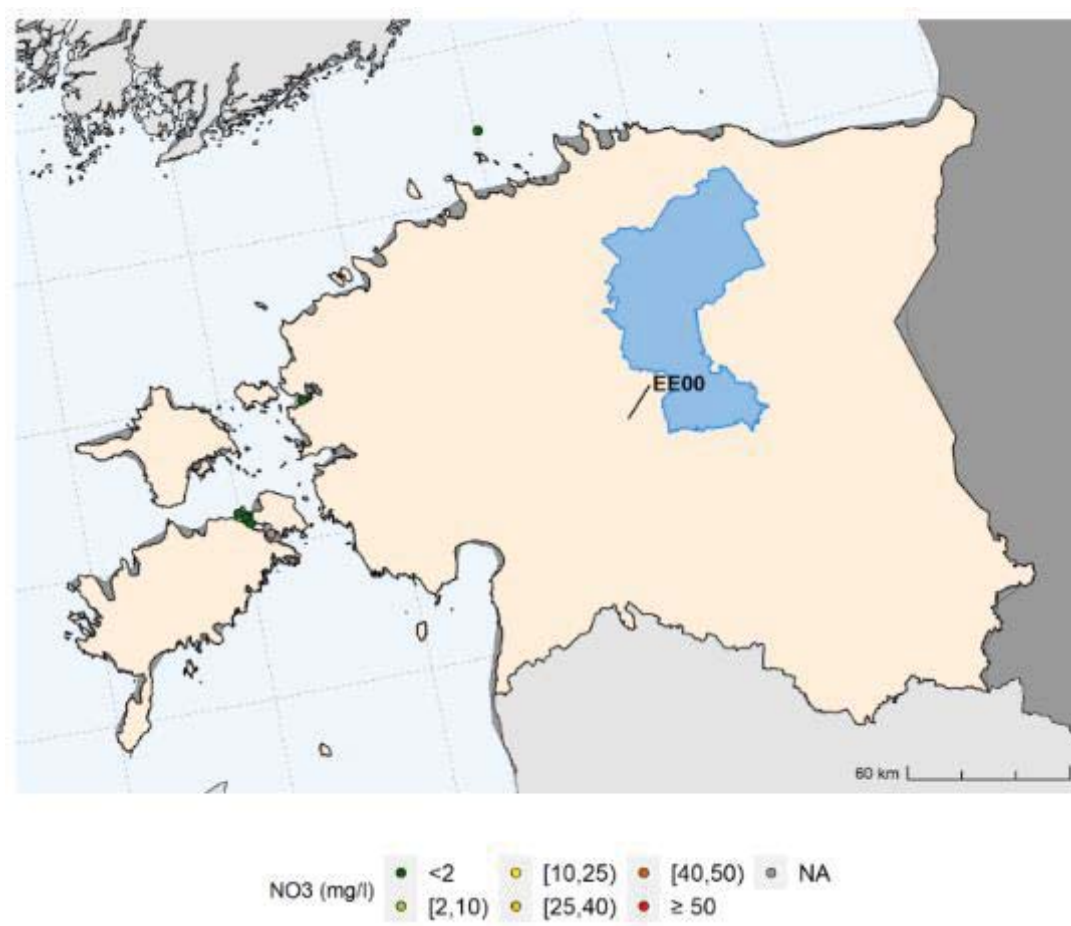 EE00
60 km
NO3 (mg/l)
<2
[10,25)
[40,50)
NA
[2,10)
[25,40)
≥ 50